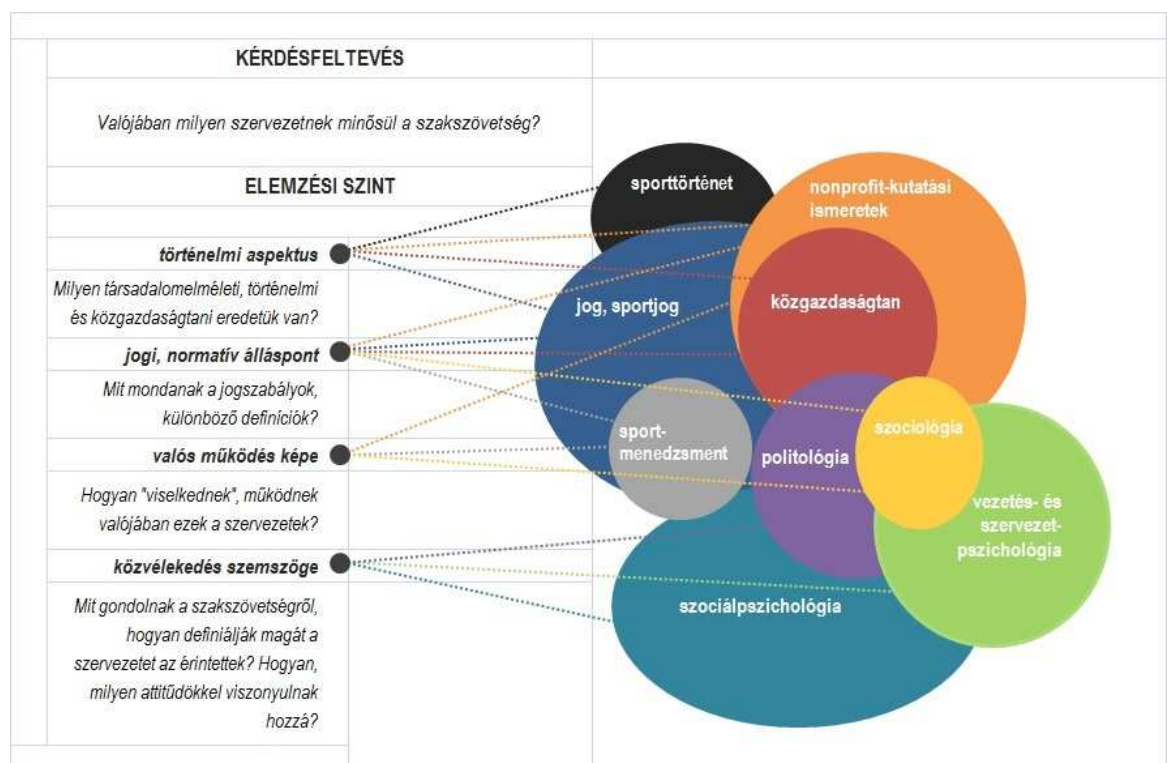 KÉRDÉSFELTEVÉS
Valójában milyen szervezetnek minősül a szakszövetség?
ELEMZÉSI SZINT
történelmi aspektus
Milyen társadalomelméleti, történelmi
és közgazdaságtani eredetük van?
jogi, normatív álláspont
Mit mondanak a jogszabályok,
különböző definíciók?
valós működés képe
Hogyan "viselkednek", működnek
valójában ezek a szervezetek?
közvélekedés szemszöge
Mit gondolnak a szakszövetségről,
hogyan definiálják magát a
szervezetet az érintettek? Hogyan,
milyen attitűdökkel viszonyulnak
hozzá?
sporttörténet
nonprofit-kutatási
ismeretek
jog, sportjog
közgazdaságtan
sport-
menedzsment
politológia
szociológia
vezetés- és
szervezet-
pszichológia
szociálpszichológia